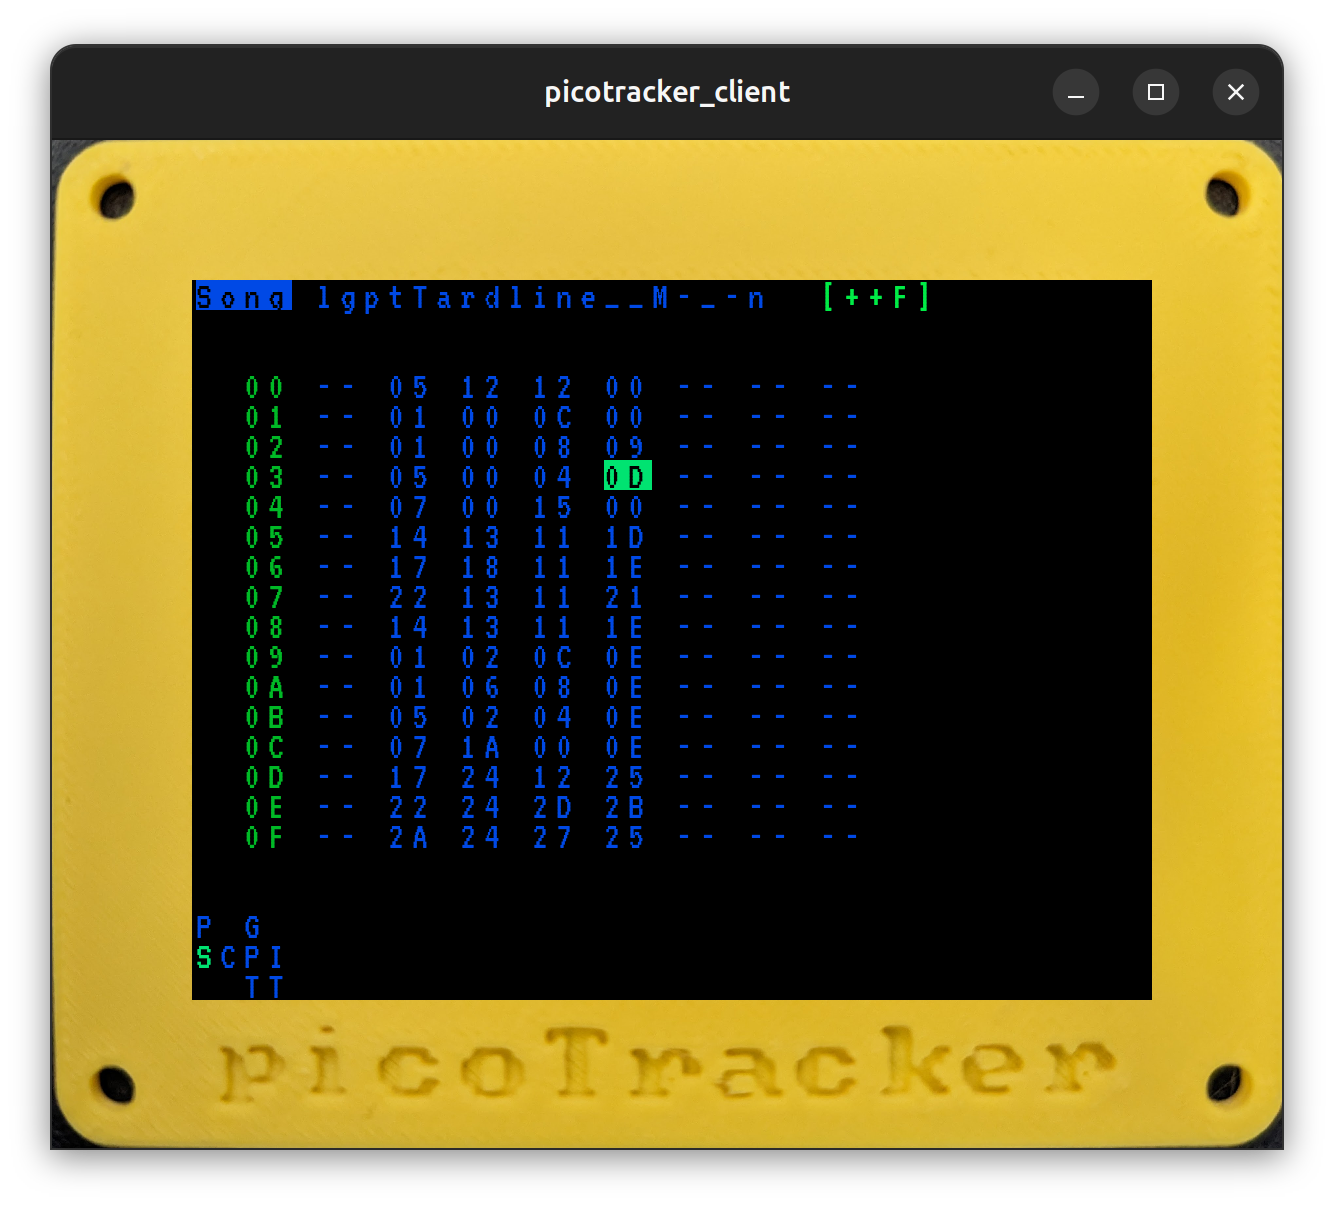 picotracker_client
Song lgptTardline__M-_-n [++F]
00 -- 05 12 12 00 -- -- --
01 -- 01 00 0C 00 -- -- --
02 -- 01 00 08 09 -- -- --
03 -- 05 00 04 0D -- -- --
04 -- 07 00 15 00 -- -- --
05 -- 14 13 11 1D -- -- --
06 -- 17 18 11 1E -- -- --
07 -- 22 13 11 21 -- -- --
08 -- 14 13 11 1E -- -- --
09 -- 01 02 0C 0E -- -- --
0A -- 01 06 08 0E -- -- --
0B -- 05 02 04 0E -- -- --
0C -- 07 1A 00 0E -- -- --
0D -- 17 24 12 25 -- -- --
0E -- 22 24 2D 2B -- -- --
0F -- 2A 24 27 25 -- -- --
P G
SCPI
TT
picoTracker